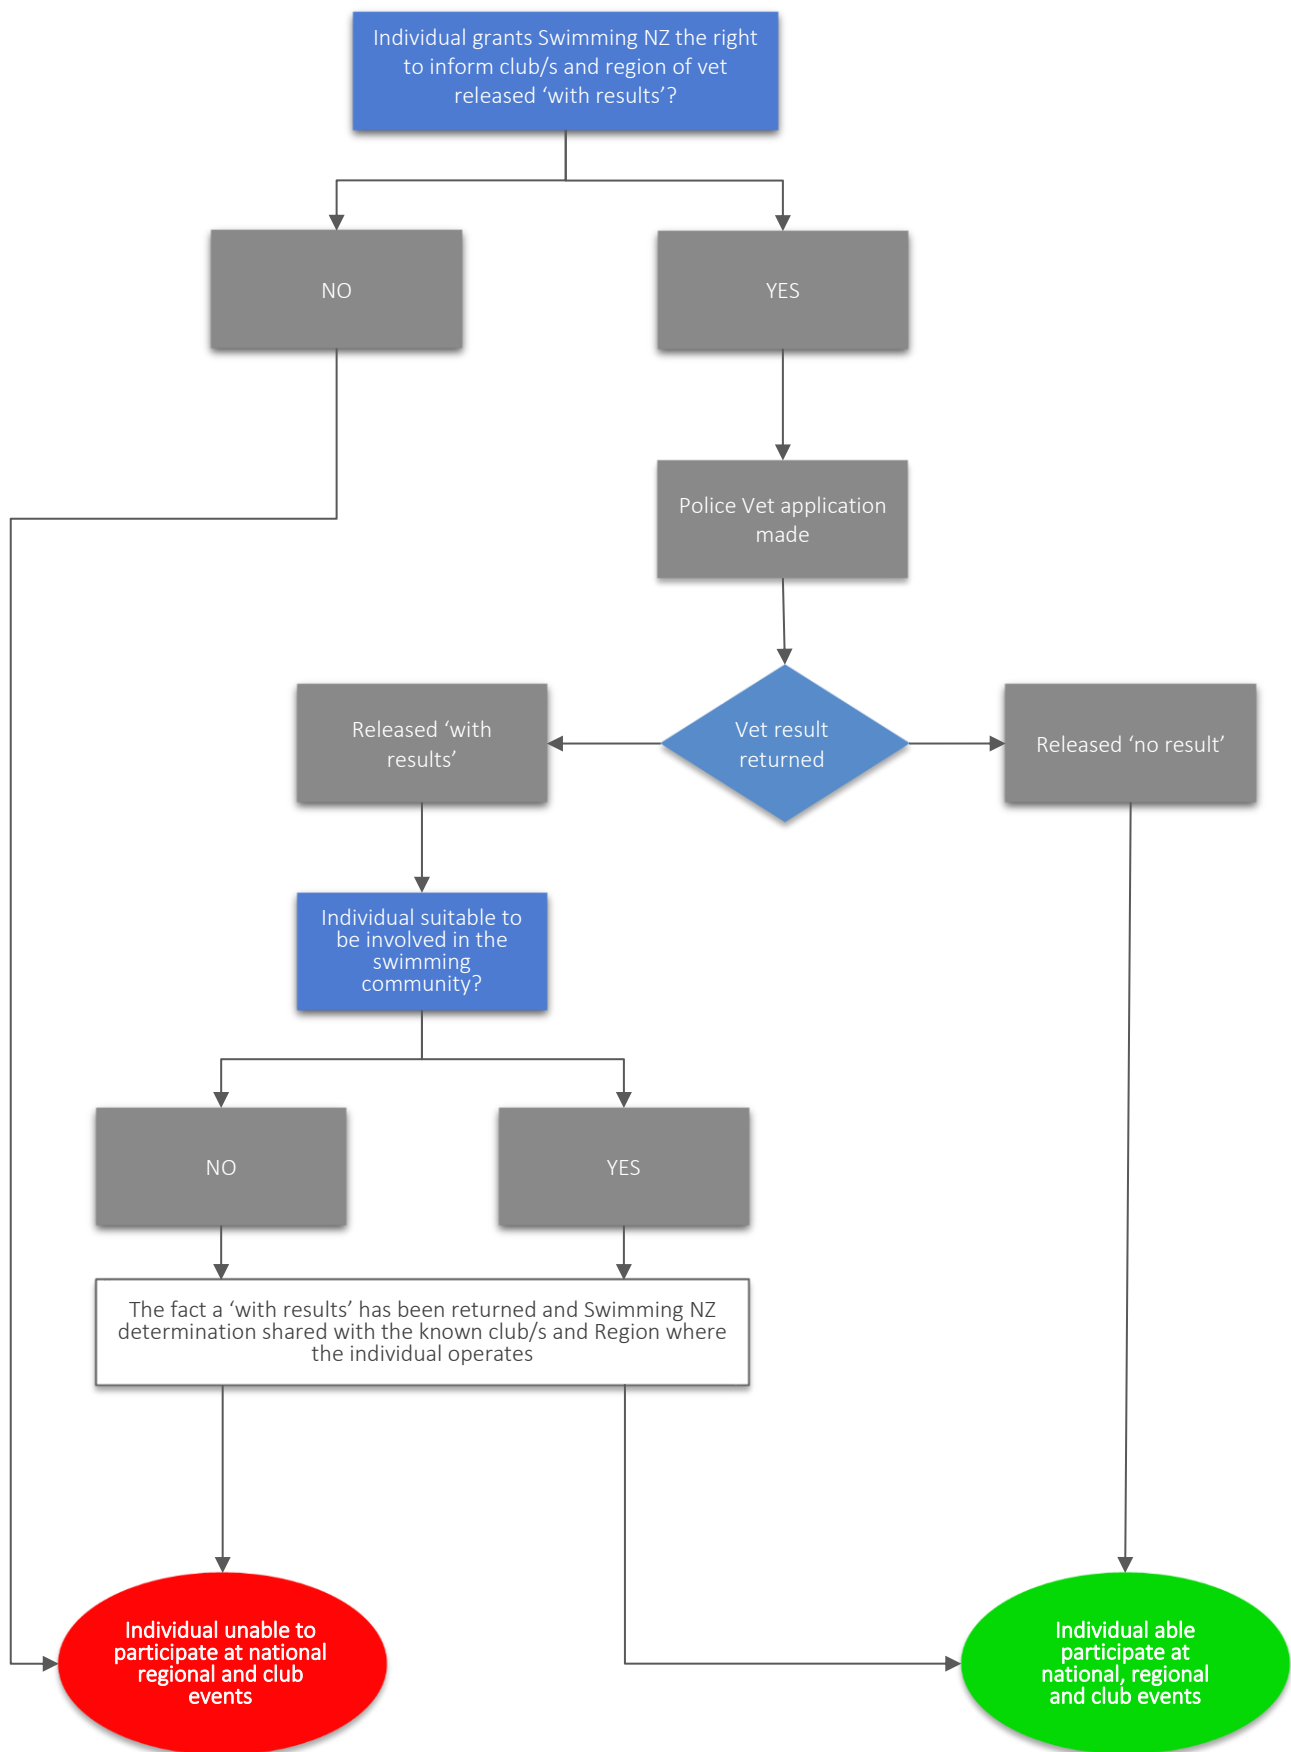 Individual grants Swimming NZ the right
to inform club/s and region of vet
released ‘with results’?
NO
YES
Police Vet application
made
Released ‘with
results’
Vet result
returned
Released ‘no result’
Individual suitable to
be involved in the
swimming
community?
NO
YES
The fact a ‘with results’ has been returned and Swimming NZ
determination shared with the known club/s and Region where
the individual operates
Individual unable to
participate at national
regional and club
events
Individual able
participate at
national, regional
and club events